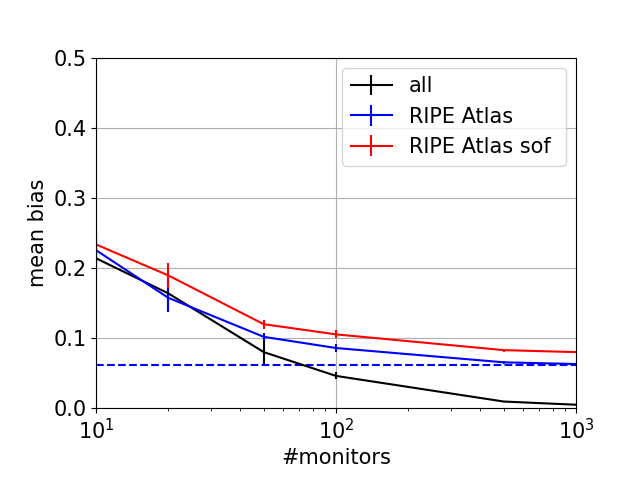 0.5
0.4
0.3
0.2
0.1
0.0
mean bias
all
RIPE Atlas
RIPE Atlas sof
10^1
10^2
10^3
#monitors